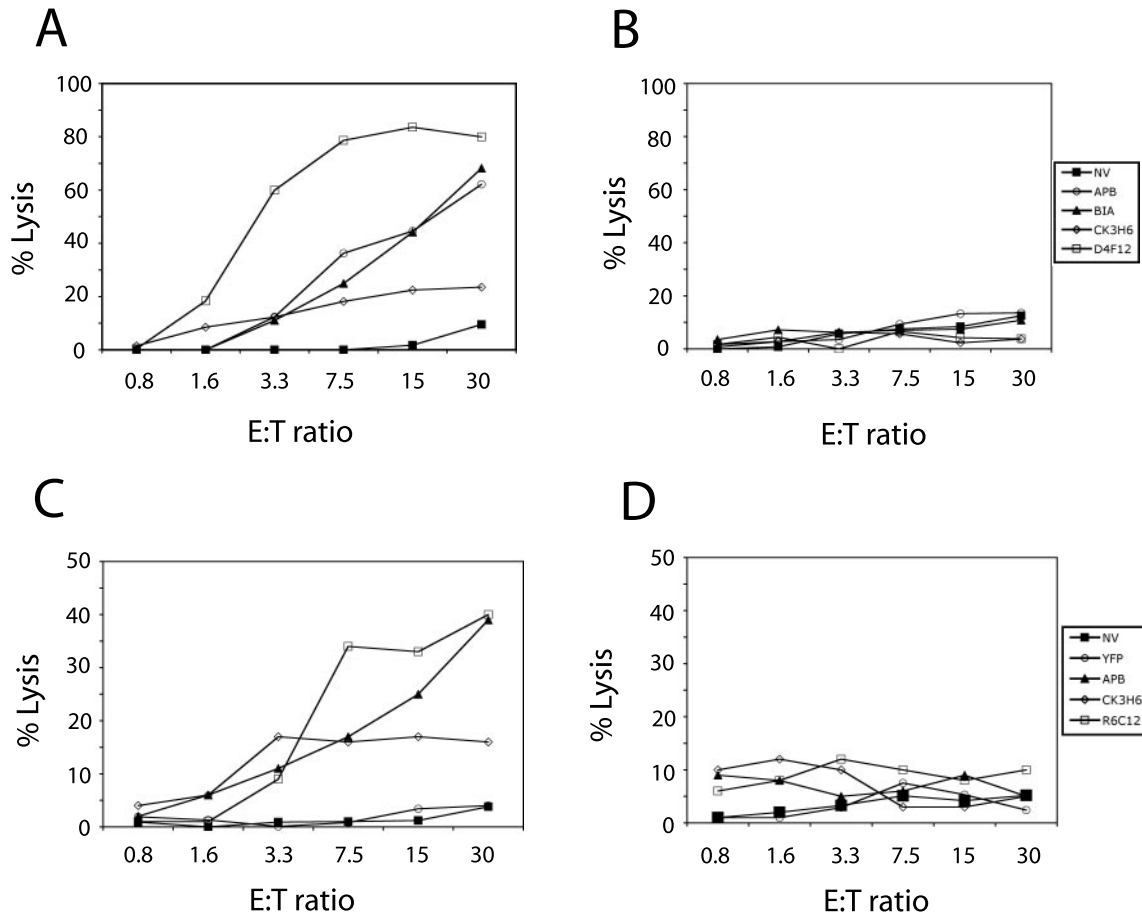 A
100
80
60
40
20
0
% Lysis
0.8 1.6 3.3 7.5 15 30
E:T ratio
B
100
80
60
40
20
0
% Lysis
0.8 1.6 3.3 7.5 15 30
E:T ratio
NV
APB
BIA
CK3H6
D4F12
C
50
40
30
20
10
0
% Lysis
0.8 1.6 3.3 7.5 15 30
E:T ratio
D
50
40
30
20
10
0
% Lysis
0.8 1.6 3.3 7.5 15 30
E:T ratio
NV
YFP
APB
CK3H6
R6C12